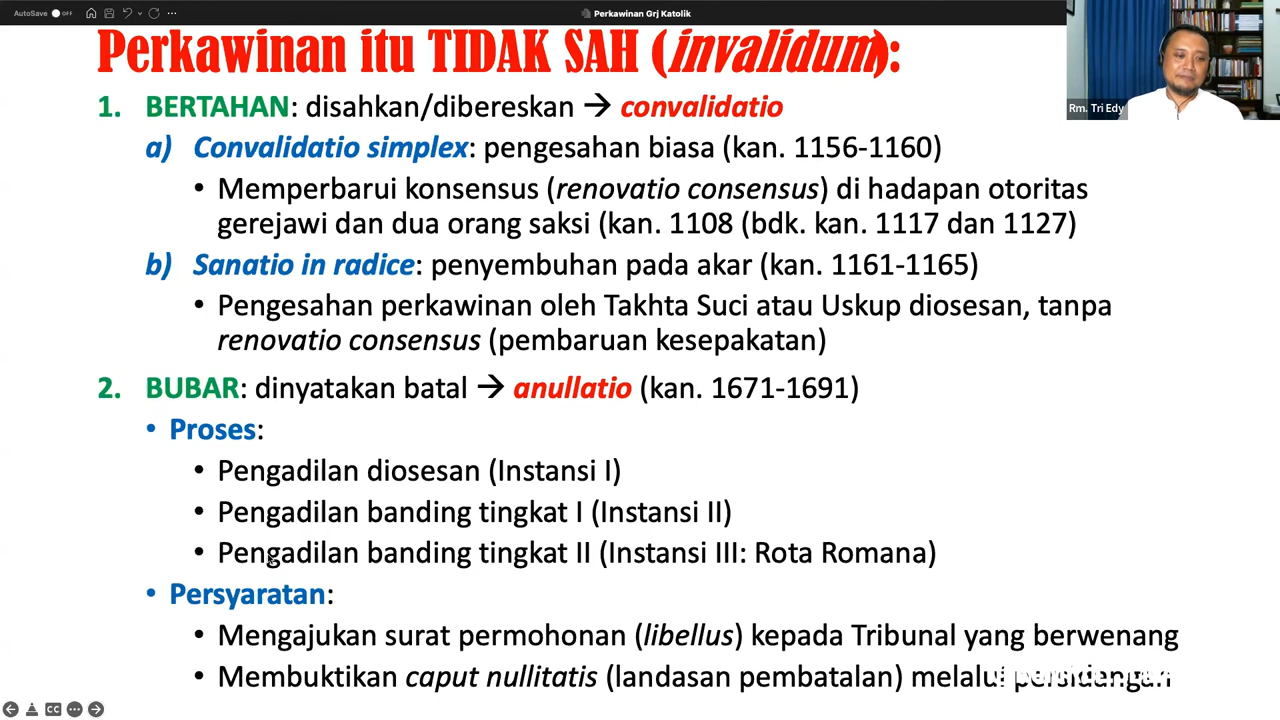 AutoSave OFF
Perkawinan Grj Katolik
Perkawinan itu TIDAK SAH (invalidum):
Rm. Tri Edy
1. BERTAHAN: disahkan/dibereskan → convalidatio
a) Convalidatio simplex: pengesahan biasa (kan. 1156-1160)
• Memperbarui konsensus (renovatio consensus) di hadapan otoritas
gerejawi dan dua orang saksi (kan. 1108 (bdk. kan. 1117 dan 1127)
b) Sanatio in radice: penyembuhan pada akar (kan. 1161-1165)
• Pengesahan perkawinan oleh Takhta Suci atau Uskup diosesan, tanpa
renovatio consensus (pembaruan kesepakatan)
2. BUBAR: dinyatakan batal → anullatio (kan. 1671-1691)
• Proses:
• Pengadilan diosesan (Instansi I)
• Pengadilan banding tingkat I (Instansi II)
• Pengadilan banding tingkat II (Instansi III: Rota Romana)
• Persyaratan:
• Mengajukan surat permohonan (libellus) kepada Tribunal yang berwenang
• Membuktikan caput nullitatis (landasan pembatalan) melalui persidangan
CC